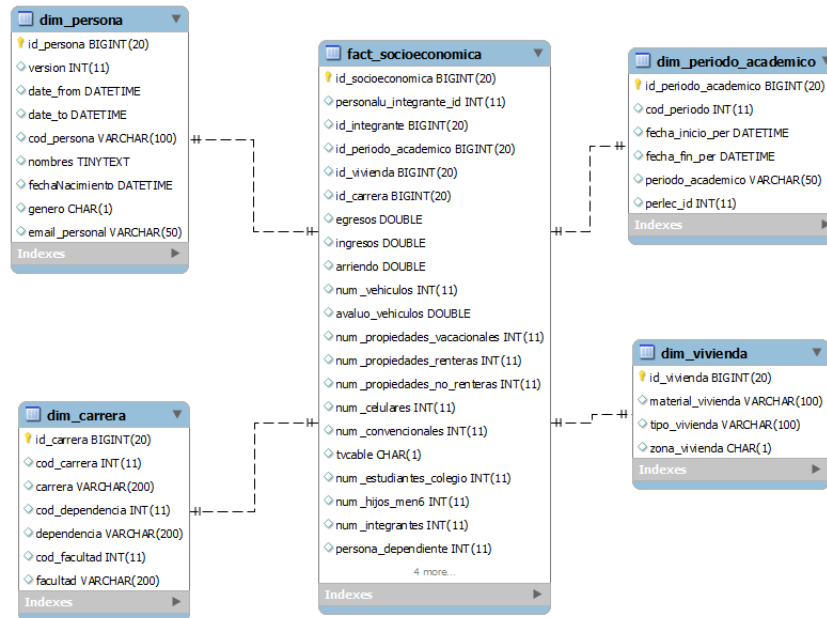 dim_persona
id_persona BIGINT(20)
version INT(11)
date_from DATETIME
date_to DATETIME
cod_persona VARCHAR(100)
nombres TINYTEXT
fechaNacimiento DATETIME
genero CHAR(1)
email_personal VARCHAR(50)
Indexes
fact_socioeconomica
id_socioeconomica BIGINT(20)
personalu_integrante_id INT(11)
id_integrante BIGINT(20)
id_periodo_academico BIGINT(20)
id_vivienda BIGINT(20)
id_carrera BIGINT(20)
egresos DOUBLE
ingresos DOUBLE
arriendo DOUBLE
num_vehiculos INT(11)
avaluo_vehiculos DOUBLE
num_propiedades_vacacionales INT(11)
num_propiedades_renteras INT(11)
num_propiedades_no_renteras INT(11)
num_celulares INT(11)
num_convencionales INT(11)
tvcable CHAR(1)
num_estudiantes_colegio INT(11)
num_hijos_men6 INT(11)
num_integrantes INT(11)
persona_dependiente INT(11)
4 more...
Indexes
dim_periodo_academico
id_periodo_academico BIGINT(20)
cod_periodo INT(11)
fecha_inicio_per DATETIME
fecha_fin_per DATETIME
periodo_academico VARCHAR(50)
perlec_id INT(11)
Indexes
dim_carrera
id_carrera BIGINT(20)
cod_carrera INT(11)
carrera VARCHAR(200)
cod_dependencia INT(11)
dependencia VARCHAR(200)
cod_facultad INT(11)
facultad VARCHAR(200)
Indexes
dim_vivienda
id_vivienda BIGINT(20)
material_vivienda VARCHAR(100)
tipo_vivienda VARCHAR(100)
zona_vivienda CHAR(1)
Indexes